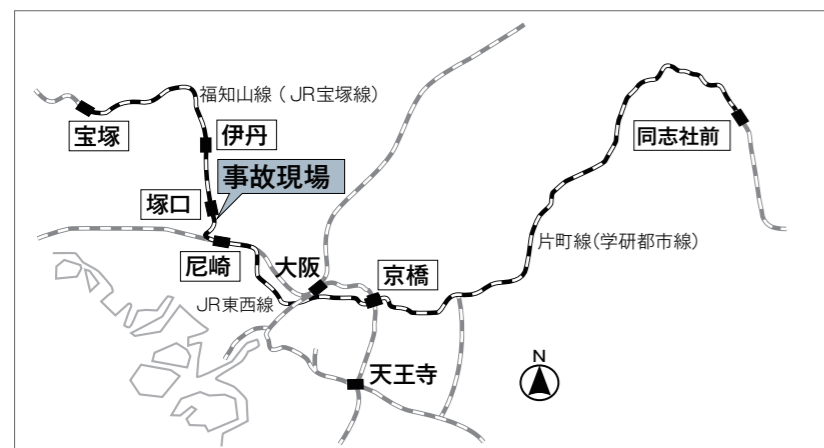 福知山線（JR宝塚線）
宝塚
伊丹
同志社前
事故現場
塚口
片町線(学研都市線)
尼崎
大阪
京橋
JR東西線
N
天王寺